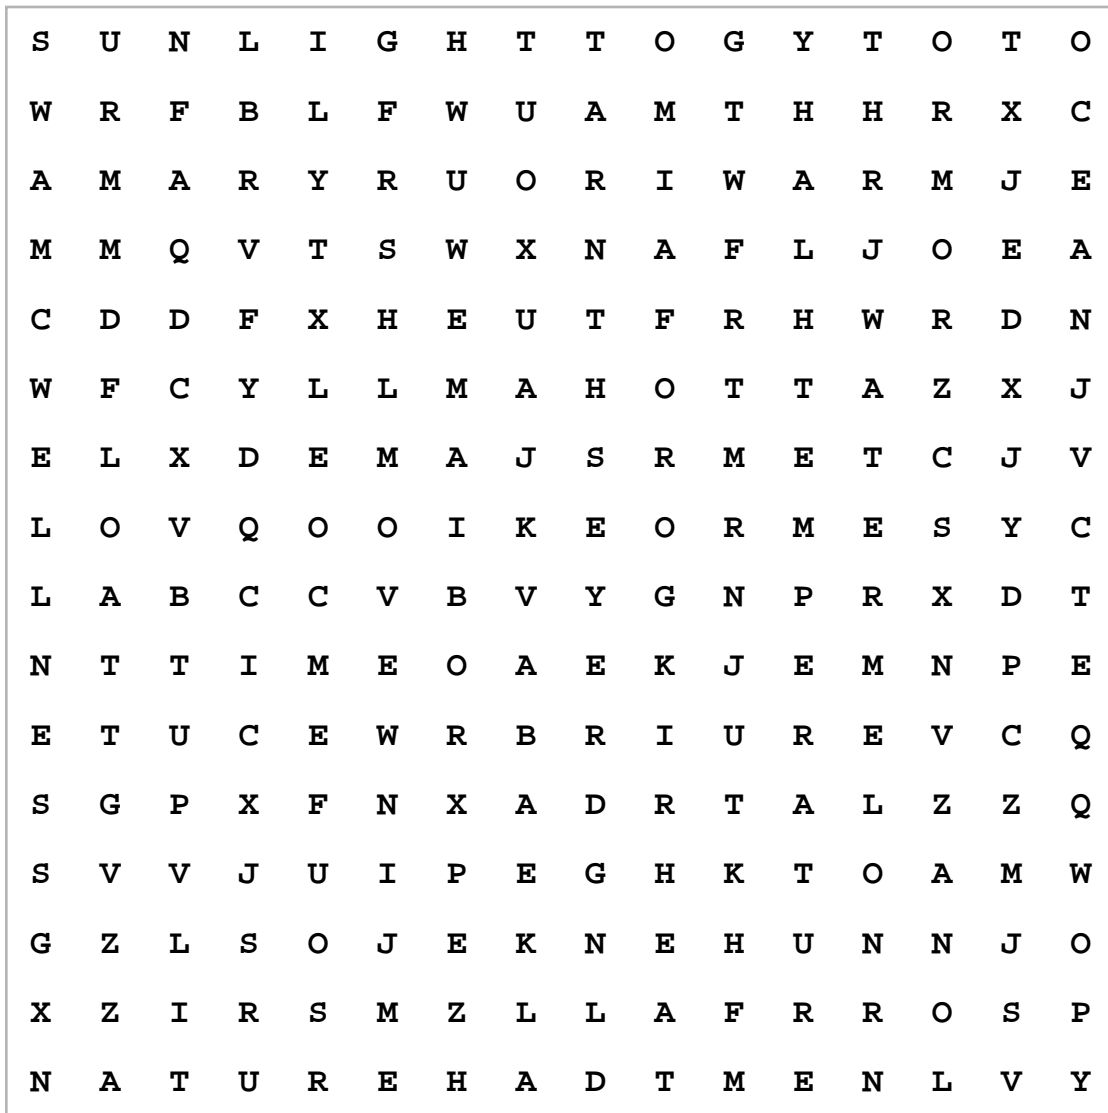 S U N L I G H T T O G Y T O T O
W R F B L F W U A M T H H R X C
A M A R Y R U O R I W A R M J E
M M Q V T S W X N A F L J O E A
C D D F X H E U T F R H W R D N
W F C Y L L M A H O T T A Z X J
E L X D E M A J S R M E T C J V
L O V Q O O I K E O R M E S Y C
L A B C C V B V Y G N P R X D T
N T T I M E O A E K J E M N P E
E T U C E W R B R I U R E V C Q
S G P X F N X A D R T A L Z Z Q
S V V J U I P E G H K T O A M W
G Z L S O J E K N E H U N N J O
X Z I R S M Z L L A F R R O S P
N A T U R E H A D T M E N L V Y